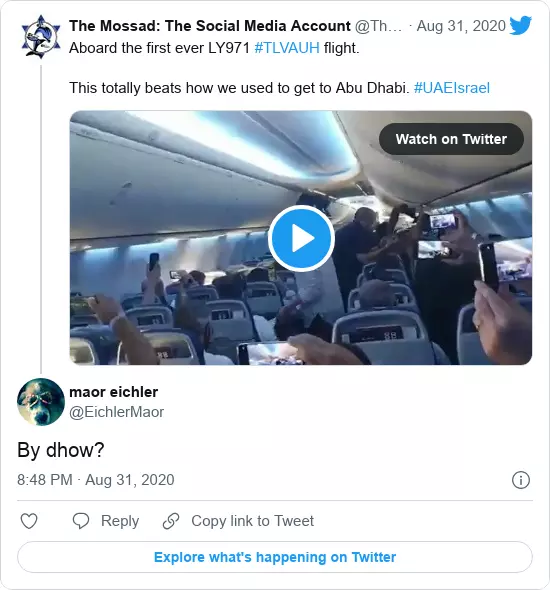 The Mossad: The Social Media Account @Th… · Aug 31, 2020
Aboard the first ever LY971 #TLVAUH flight.
This totally beats how we used to get to Abu Dhabi. #UAEIsrael
Watch on Twitter
maor eichler
@EichlerMaor
By dhow?
8:48 PM · Aug 31, 2020
Reply
Copy link to Tweet
Explore what's happening on Twitter